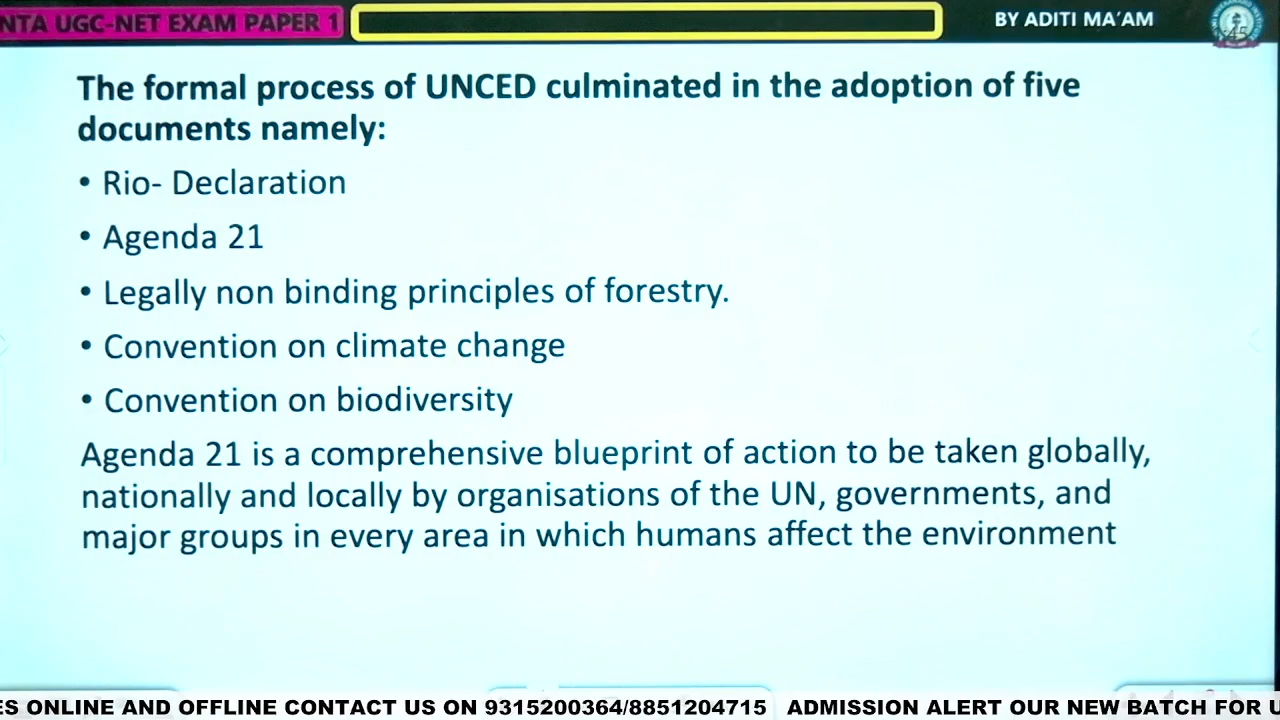 NTA UGC-NET EXAM PAPER 1
BY ADITI MA'AM
45
The formal process of UNCED culminated in the adoption of five
documents namely:
• Rio- Declaration
• Agenda 21
• Legally non binding principles of forestry.
• Convention on climate change
• Convention on biodiversity
Agenda 21 is a comprehensive blueprint of action to be taken globally,
nationally and locally by organisations of the UN, governments, and
major groups in every area in which humans affect the environment
ES ONLINE AND OFFLINE CONTACT US ON 9315200364/8851204715 ADMISSION ALERT OUR NEW BATCH FOR U